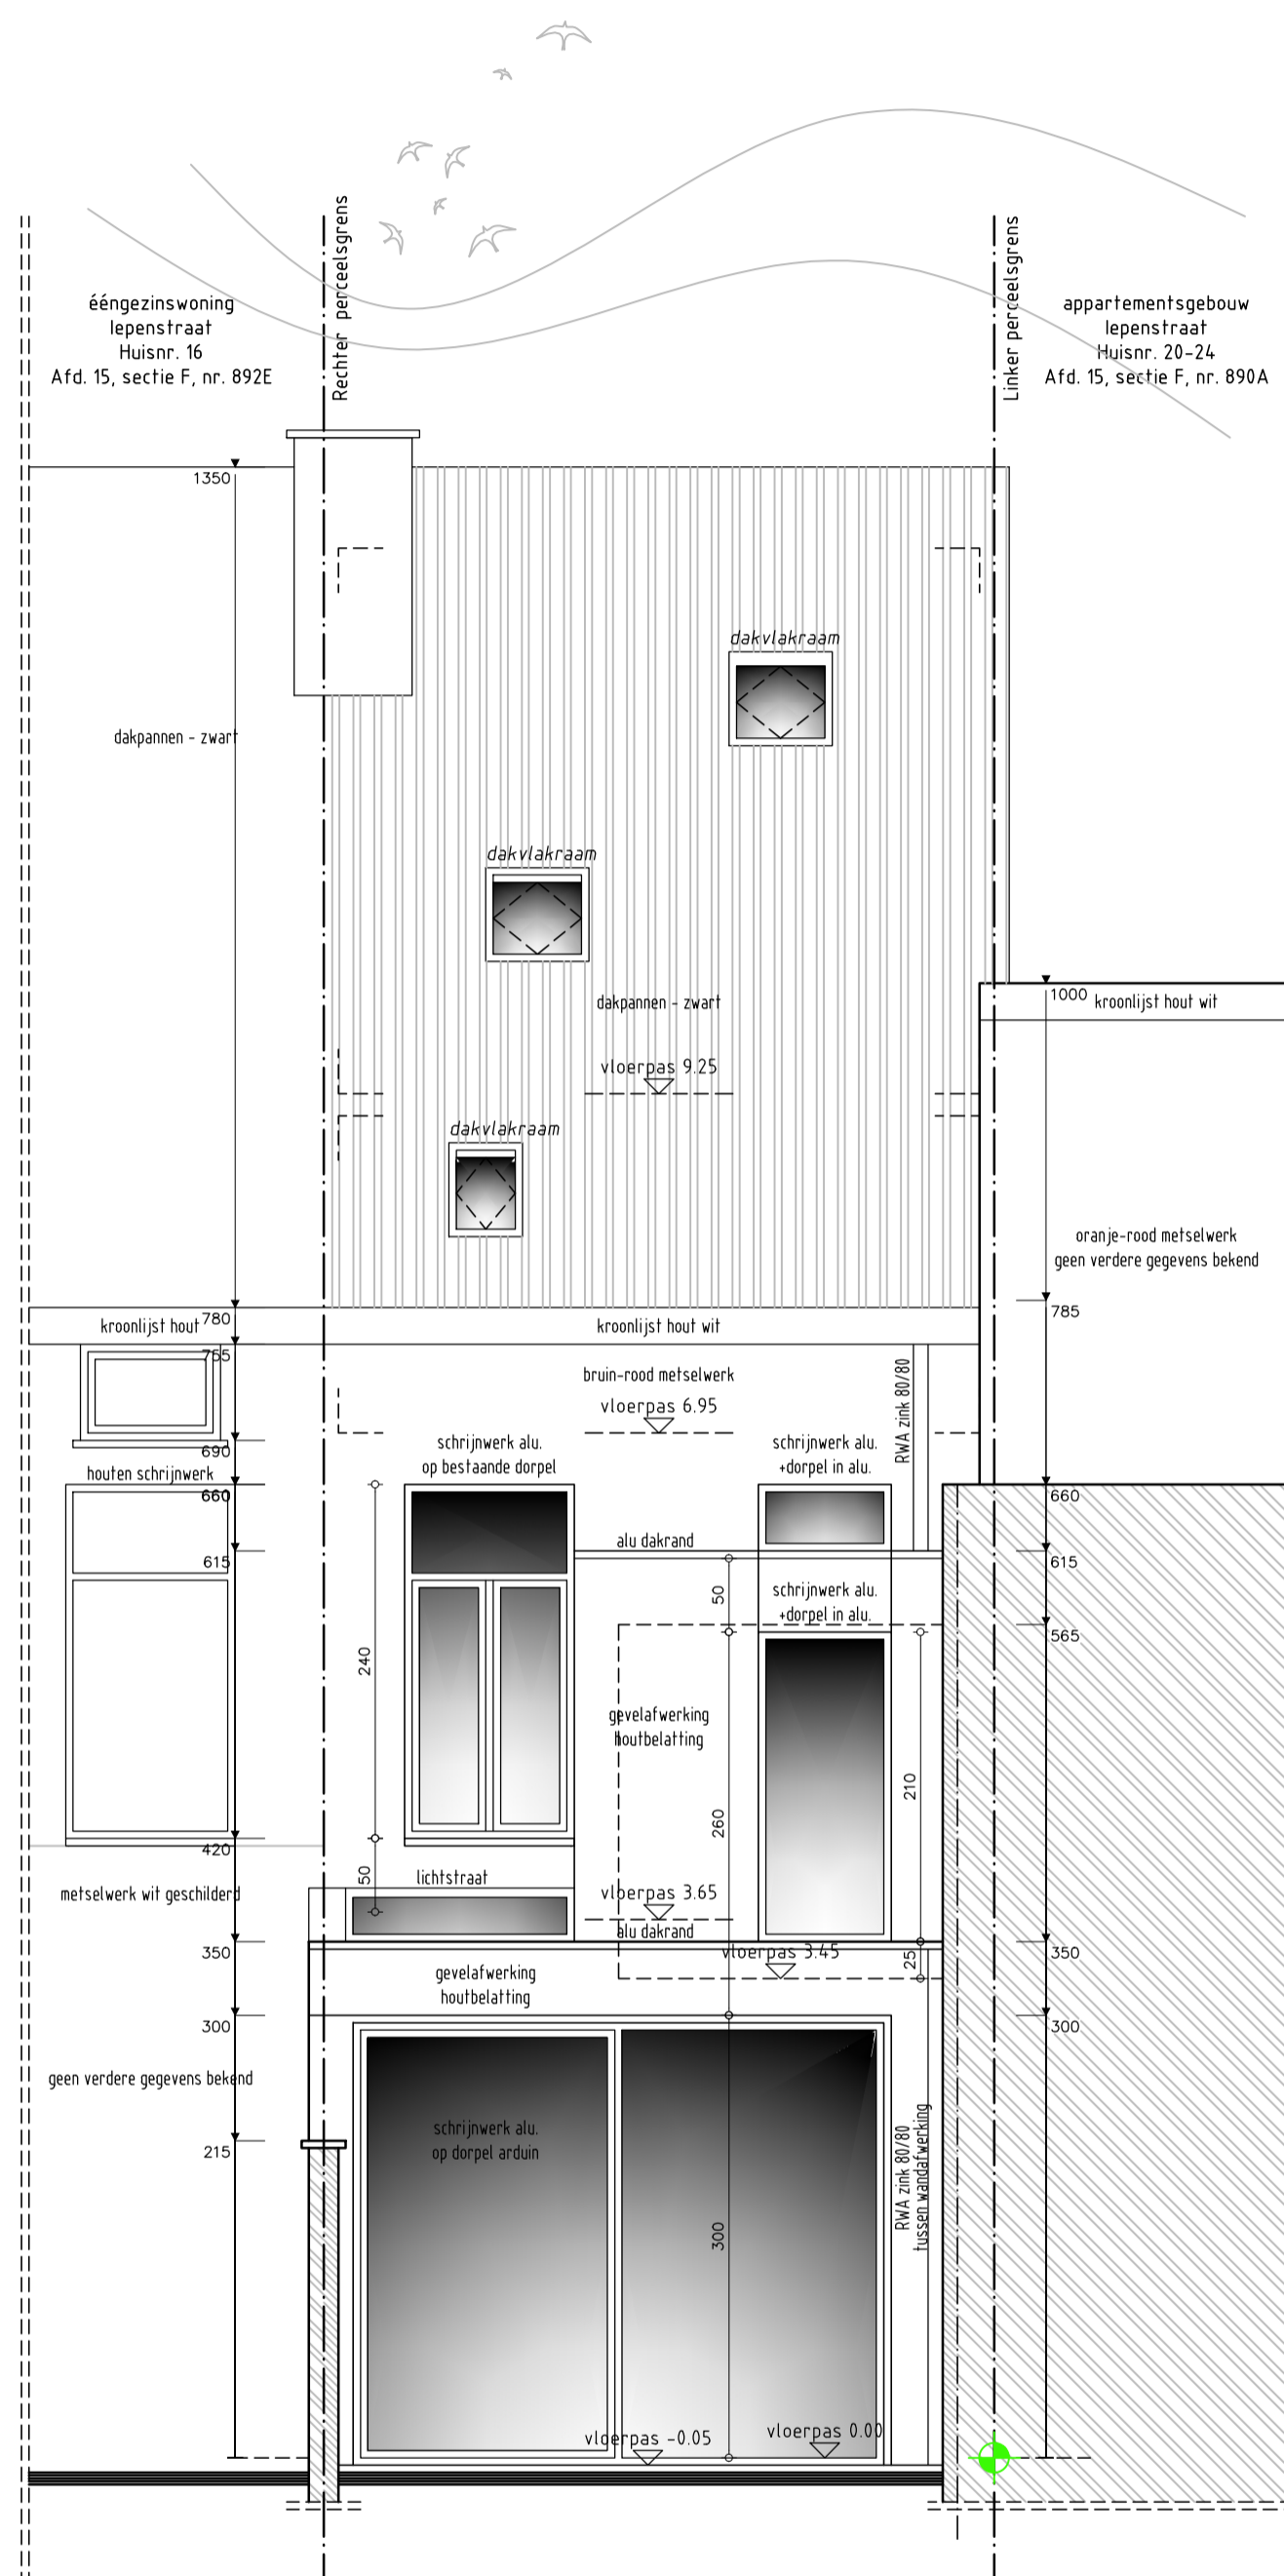 Rechter perceelsgrens
Linker perceelsgrens
ééngezinswoning
Iepenstraat
Huisnr. 16
Afd. 15, sectie F, nr. 892E
appartementsgebouw
Iepenstraat
Huisnr. 20-24
Afd. 15, sectie F, nr. 890A
1350
dakvlakraam
dakpannen - zwart
dakvlakraam
dakpannen - zwart
1000
kroonlijst hout wit
vloerpas 9.25
dakvlakraam
oranje-rood metselwerk
geen verdere gegevens bekend
780
785
kroonlijst hout
kroonlijst hout wit
755
bruin-rood metselwerk
vloerpas 6.95
RWA zink 80/80
690
schrijnwerk alu.
op bestaande dorpel
schrijnwerk alu.
+dorpel in alu.
houten schrijnwerk
660
660
alu dakrand
615
615
50
schrijnwerk alu.
+dorpel in alu.
565
240
gevelafwerking
houtbelatting
210
260
420
50
lichtstraat
metselwerk wit geschilderd
vloerpas 3.65
alu dakrand
350
vloerpas 3.45
25
350
gevelafwerking
houtbelatting
300
300
geen verdere gegevens bekend
215
schrijnwerk alu.
op dorpel arduin
RWA zink 80/80
tussen wandafwerking
300
vloerpas -0.05
vloerpas 0.00